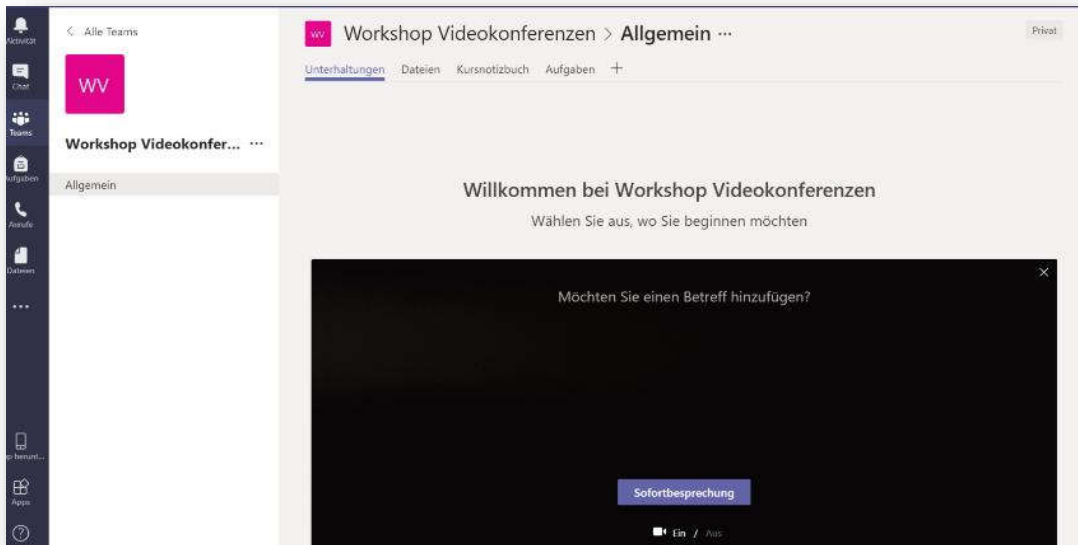 Aktivität
Chat
Teams
Aufgaben
Anrufe
Dateien
Apps
Alle Teams
WV
Workshop Videokonfer... ...
Allgemein
WV Workshop Videokonferenzen > Allgemein ...
Privat
Unterhaltungen Dateien Kursnotizbuch Aufgaben +
Willkommen bei Workshop Videokonferenzen
Wählen Sie aus, wo Sie beginnen möchten
Möchten Sie einen Betreff hinzufügen?
Sofortbesprechung
Ein / Aus